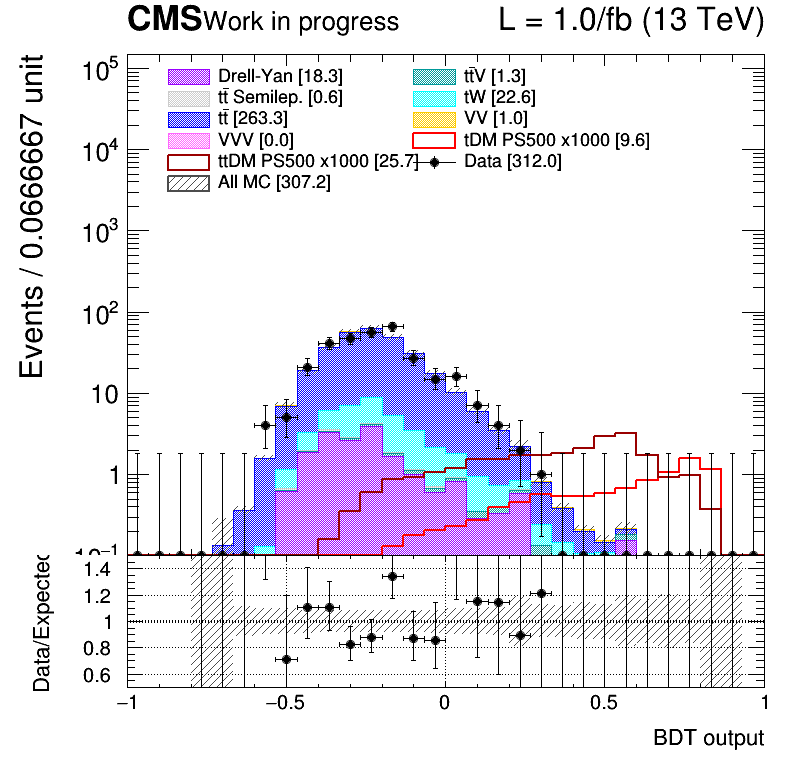 CMS Work in progress L = 1.0/fb (13 TeV)
Events / 0.0666667 unit
10⁵
10⁴
10³
10²
10
1
10⁻¹
Drell-Yan [18.3]
tt̄V [1.3]
tt̄ Semilep. [0.6]
tW [22.6]
tt̄ [263.3]
VV [1.0]
VVV [0.0]
tDM PS500 x1000 [9.6]
ttDM PS500 x1000 [25.7]
Data [312.0]
All MC [307.2]
Data/Expected
1.4
1.2
1
0.8
0.6
−1 −0.5 0 0.5 1
BDT output